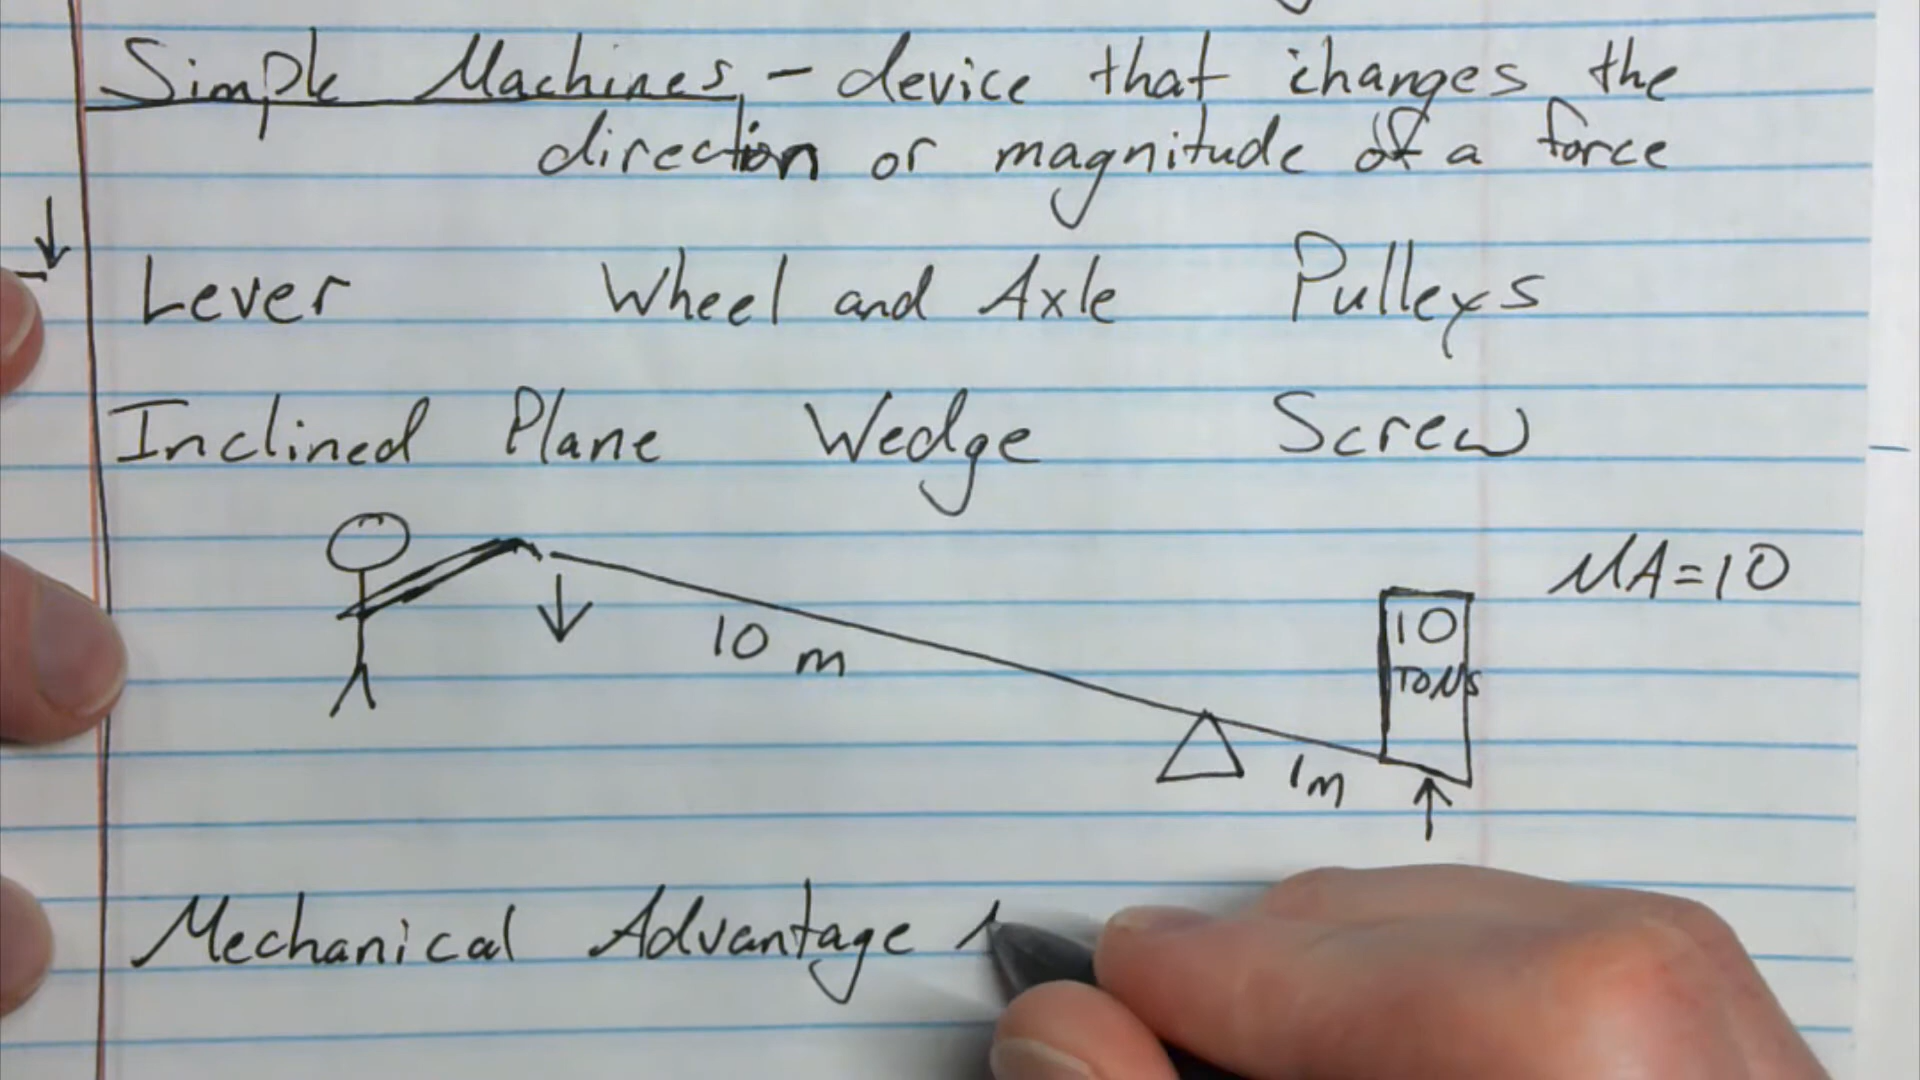 Simple Machines - device that changes the
direction or magnitude of a force
Lever Wheel and Axle Pulleys
Inclined Plane Wedge Screw
MA=10
10
TONS
10 m
1m
Mechanical Advantage